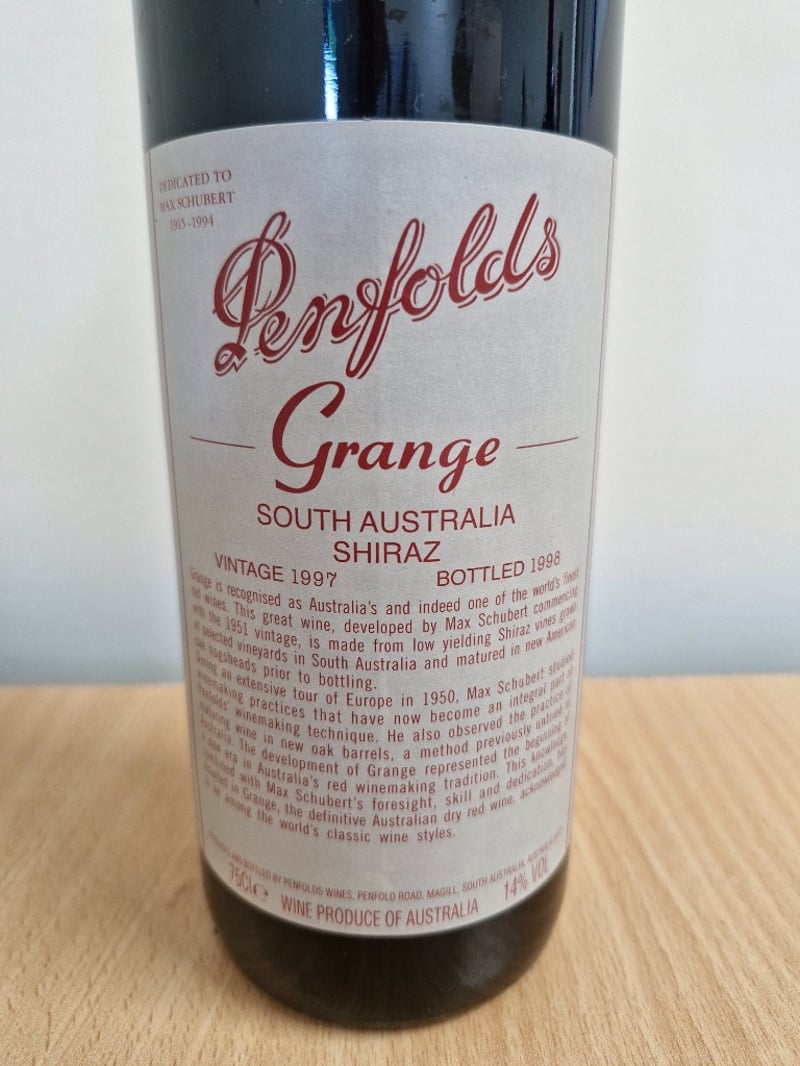 DEDICATED TO
MAX SCHUBERT
1915-1994
Penfolds
Grange
SOUTH AUSTRALIA
SHIRAZ
VINTAGE 1997 BOTTLED 1998
Grange is recognised as Australia's and indeed one of the world's finest
red wines. This great wine, developed by Max Schubert commencing
with the 1951 vintage, is made from low yielding Shiraz vines grown
at selected vineyards in South Australia and matured in new American
oak hogsheads prior to bottling.
During an extensive tour of Europe in 1950, Max Schubert studied
winemaking practices that have now become an integral part of
Penfolds' winemaking technique. He also observed the practice of
maturing wine in new oak barrels, a method previously untried in
Australia. The development of Grange represented the beginning of
a new era in Australia's red winemaking tradition. This knowledge,
combined with Max Schubert's foresight, skill and dedication, has
resulted in Grange, the definitive Australian dry red wine, acknowledged
to be among the world's classic wine styles.
AND BOTTLED BY PENFOLDS WINES, PENFOLD ROAD, MAGILL, SOUTH AUSTRALIA, AUSTRALIA
75Cl e WINE PRODUCE OF AUSTRALIA 14% VOL